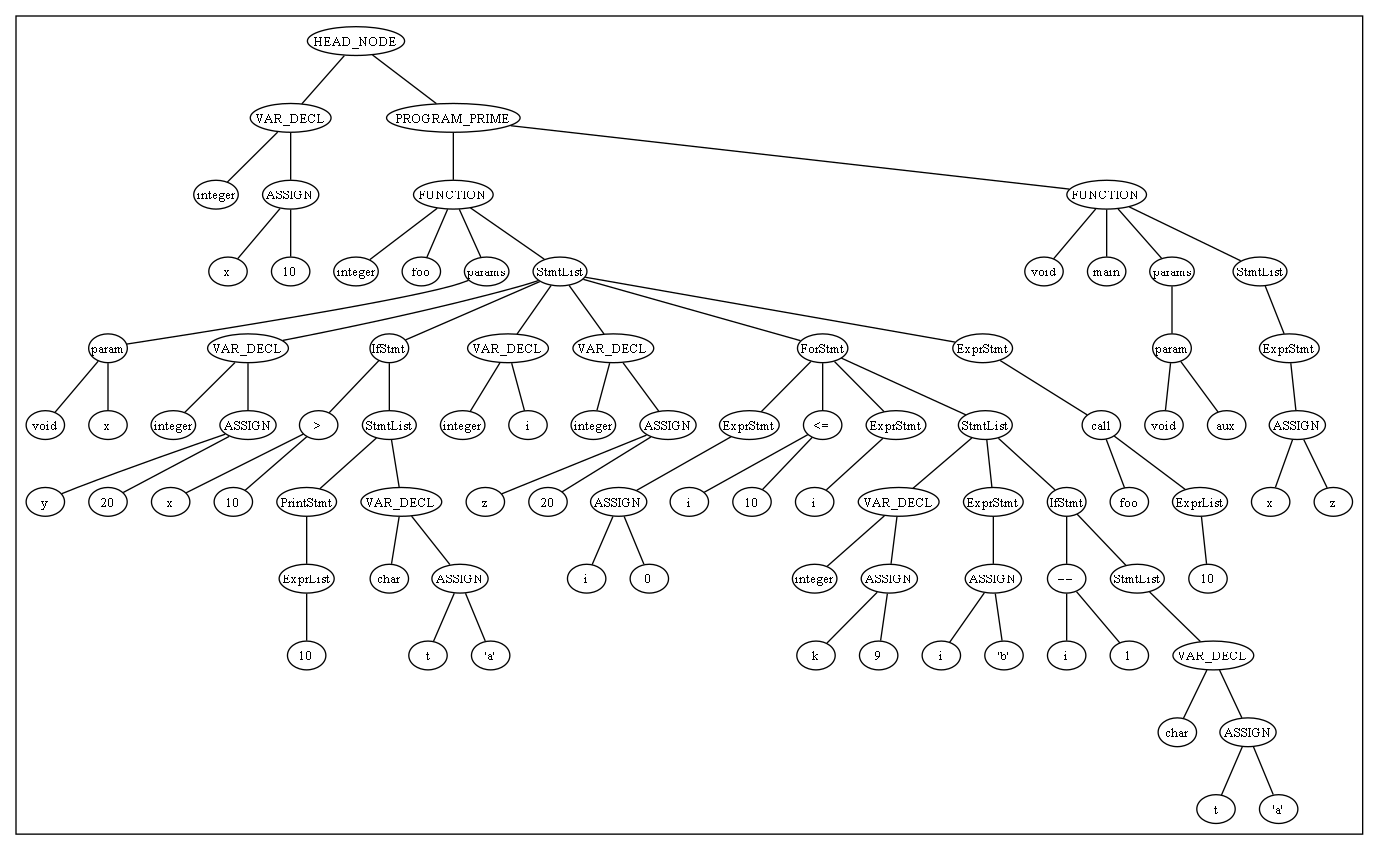 HEAD_NODE
VAR_DECL PROGRAM_PRIME
integer ASSIGN FUNCTION FUNCTION
x 10 integer foo params StmtList void main params StmtList
param VAR_DECL IfStmt VAR_DECL VAR_DECL ForStmt ExprStmt param ExprStmt
void x integer ASSIGN > StmtList integer i integer ASSIGN ExprStmt <= ExprStmt StmtList call void aux ASSIGN
y 20 x 10 PrintStmt VAR_DECL z 20 ASSIGN i 10 i VAR_DECL ExprStmt IfStmt foo ExprList x z
ExprList char ASSIGN i 0 integer ASSIGN ASSIGN == StmtList 10
10 t 'a' k 9 i 'b' i 1 VAR_DECL
char ASSIGN
t 'a'